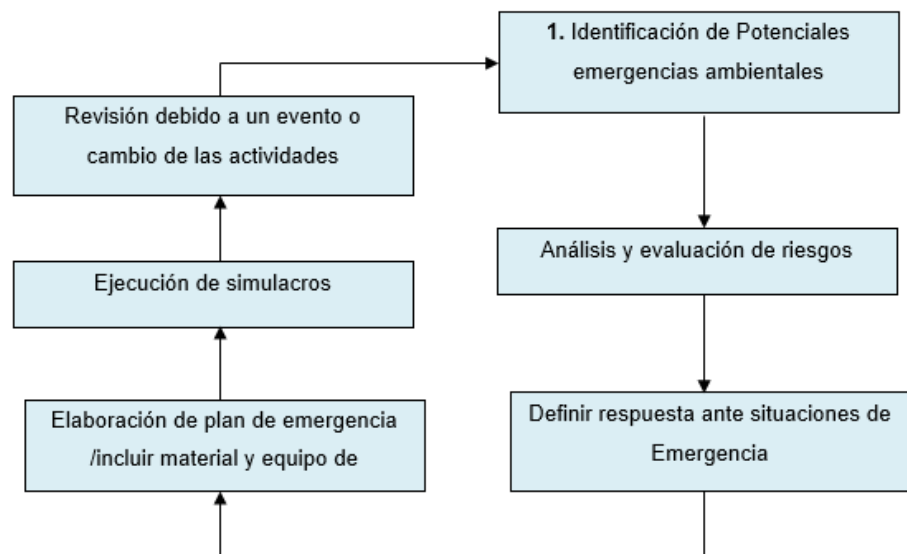 1. Identificación de Potenciales
emergencias ambientales
Revisión debido a un evento o
cambio de las actividades
Análisis y evaluación de riesgos
Ejecución de simulacros
Elaboración de plan de emergencia
/incluir material y equipo de
Definir respuesta ante situaciones de
Emergencia